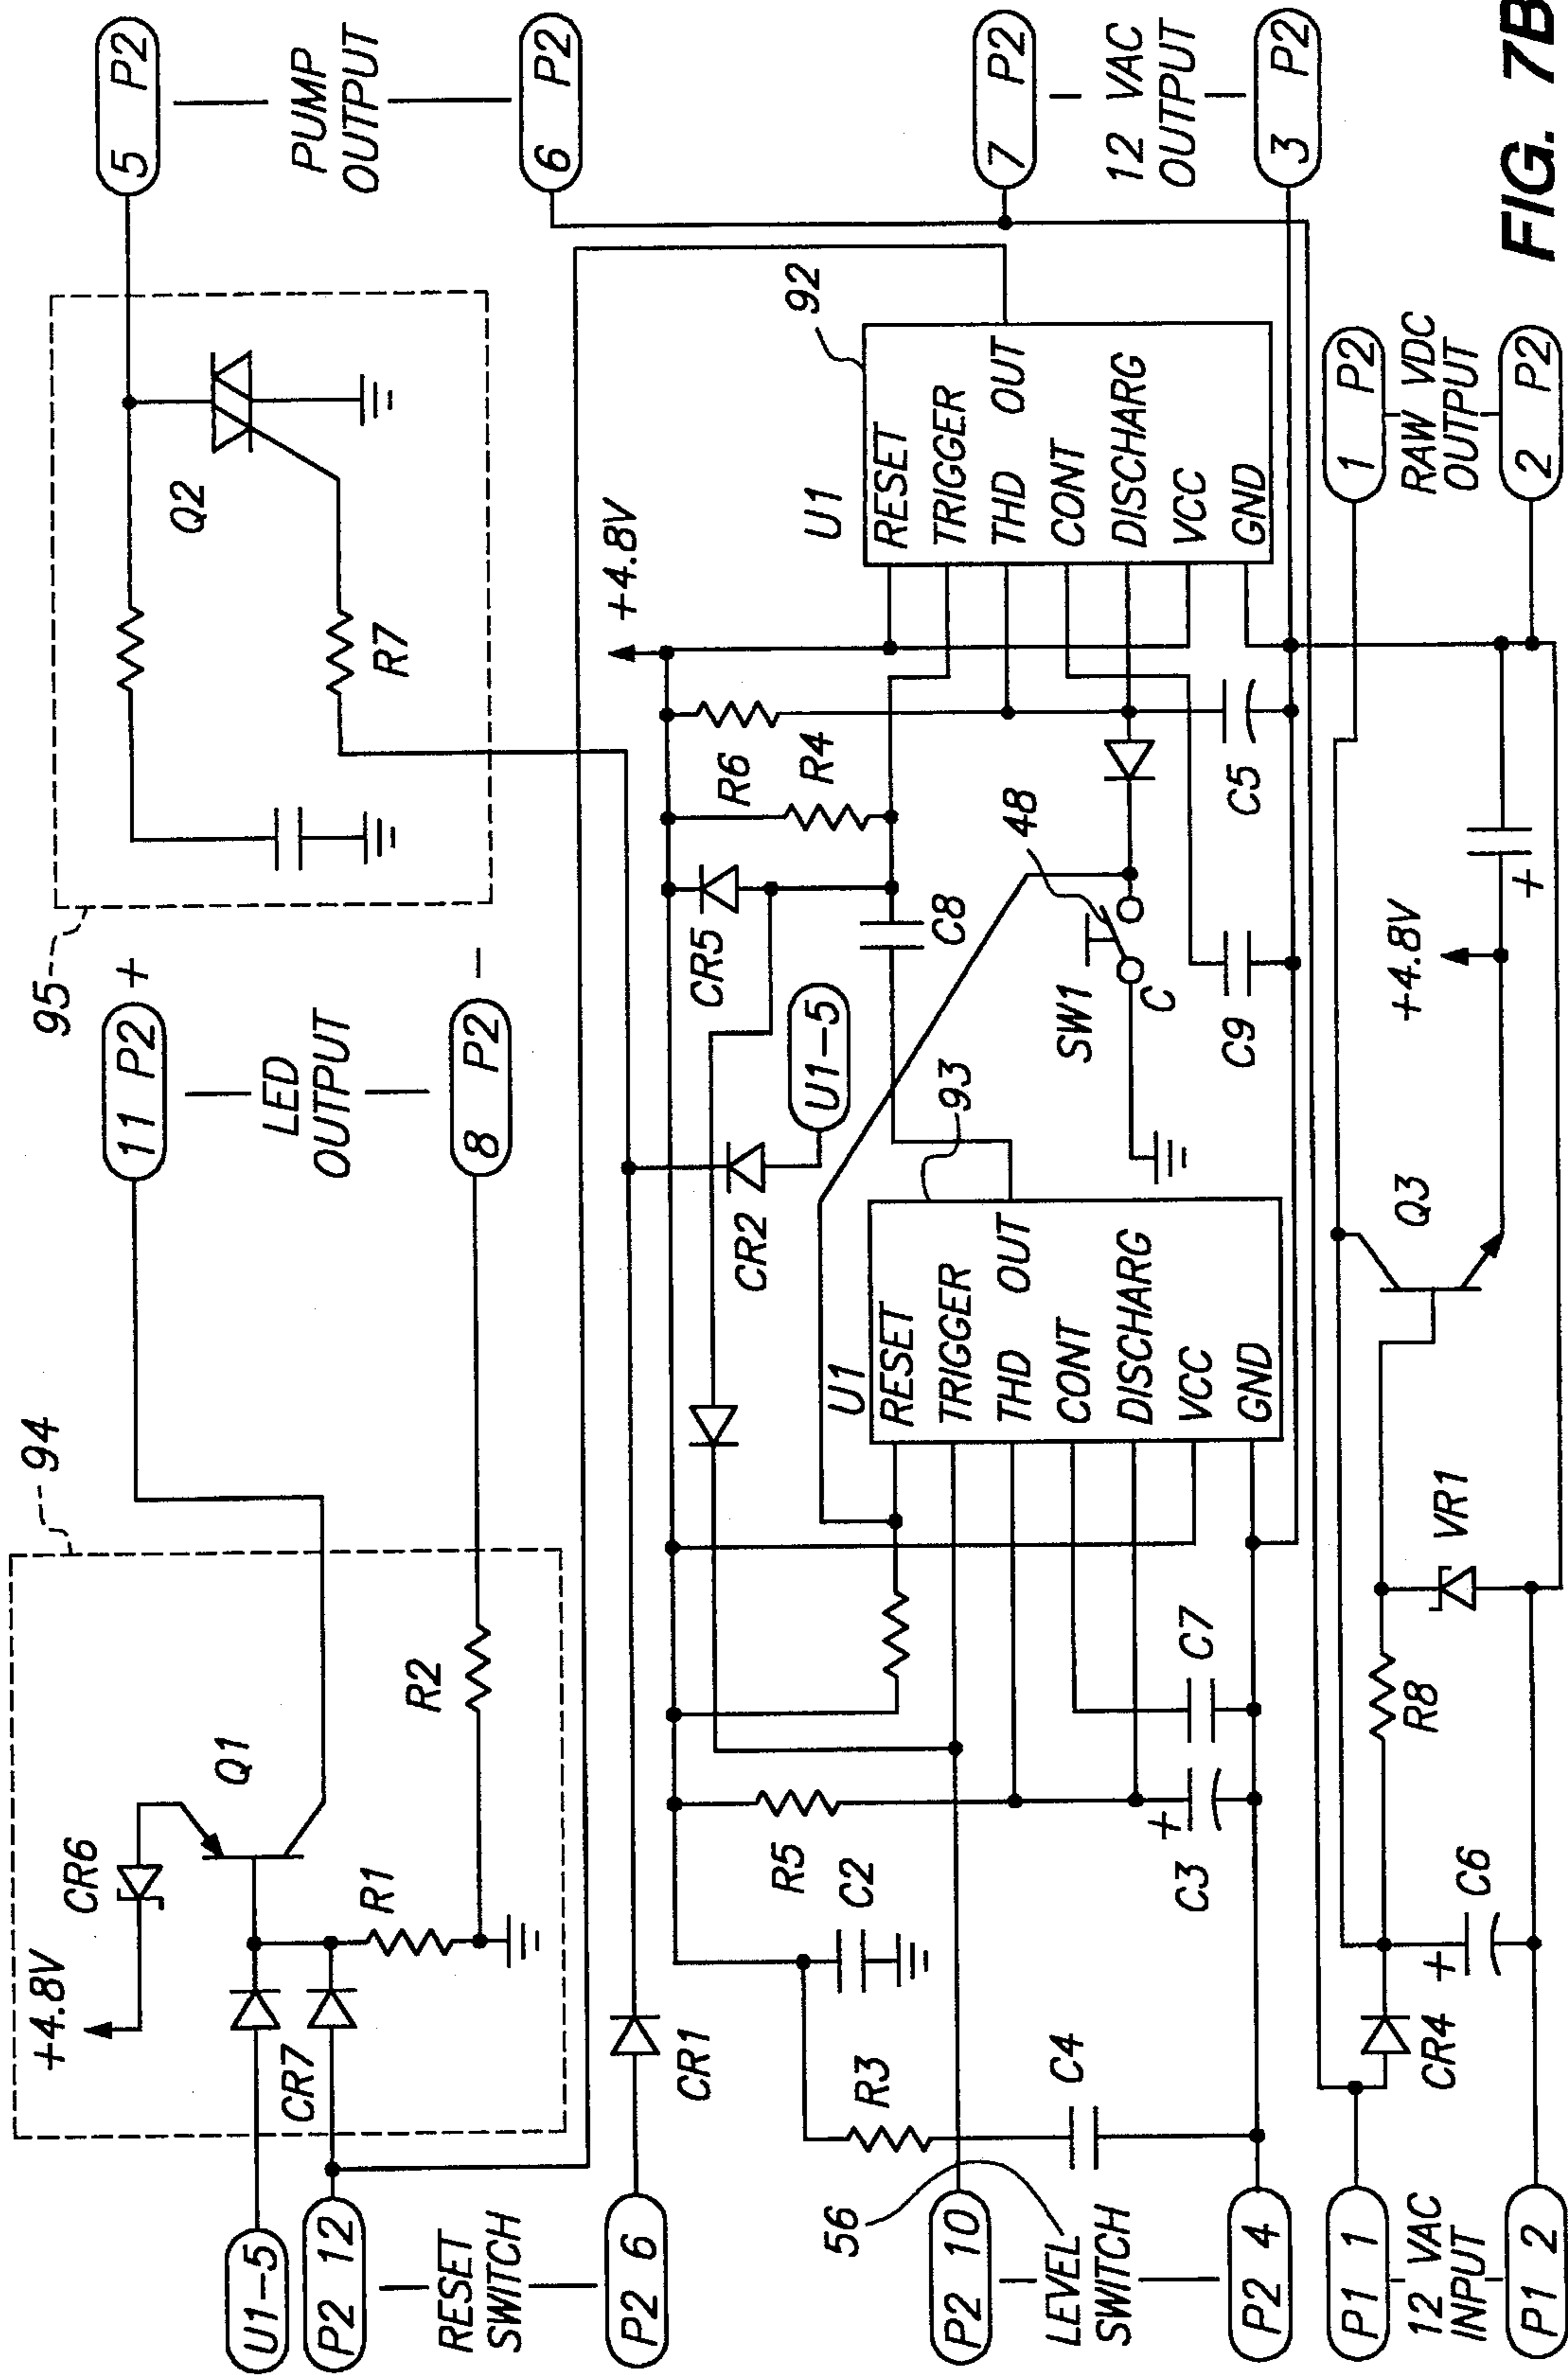 5 P2
PUMP
OUTPUT
6 P2
7 P2
12 VAC
OUTPUT
3 P2
FIG. 7B
95
Q2
R7
92
+4.8V
U1
RESET
TRIGGER
THD OUT
CONT
DISCHARG
VCC
GND
1 P2
RAW VDC
OUTPUT
2 P2
11 P2 +
LED
OUTPUT
8 P2 -
R6
R4
CR5
C8
48
C5
SW1
C
C9
U1-5
CR2
93
+4.8V
+
Q3
94
U1
RESET
TRIGGER
THD OUT
CONT
DISCHARG
VCC
GND
VR1
+4.8V
CR6
Q1
R1
R2
CR7
R5
C2
C3
+
C7
R8
C6
+
U1-5
P2 12
RESET
SWITCH
P2 6
CR1
R3
C4
56
P2 10
LEVEL
SWITCH
P2 4
P1 1
12 VAC
INPUT
P1 2
CR4